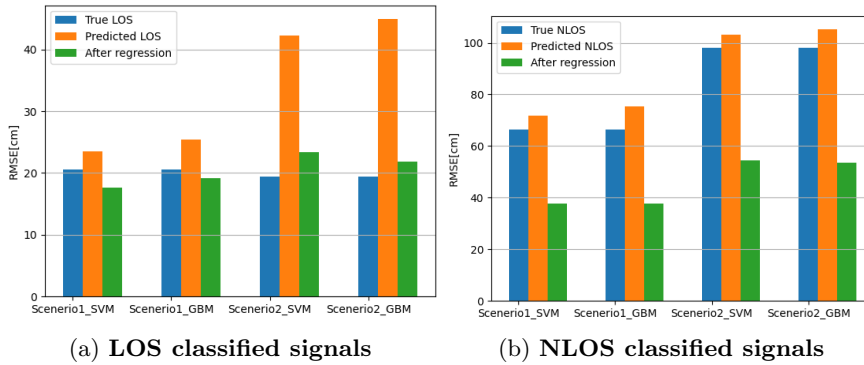 True LOS
Predicted LOS
After regression
RMSE[cm]
40
30
20
10
0
Scenerio1_SVM Scenerio1_GBM Scenerio2_SVM Scenerio2_GBM
(a) LOS classified signals
True NLOS
Predicted NLOS
After regression
RMSE[cm]
100
80
60
40
20
0
Scenerio1_SVM Scenerio1_GBM Scenerio2_SVM Scenerio2_GBM
(b) NLOS classified signals